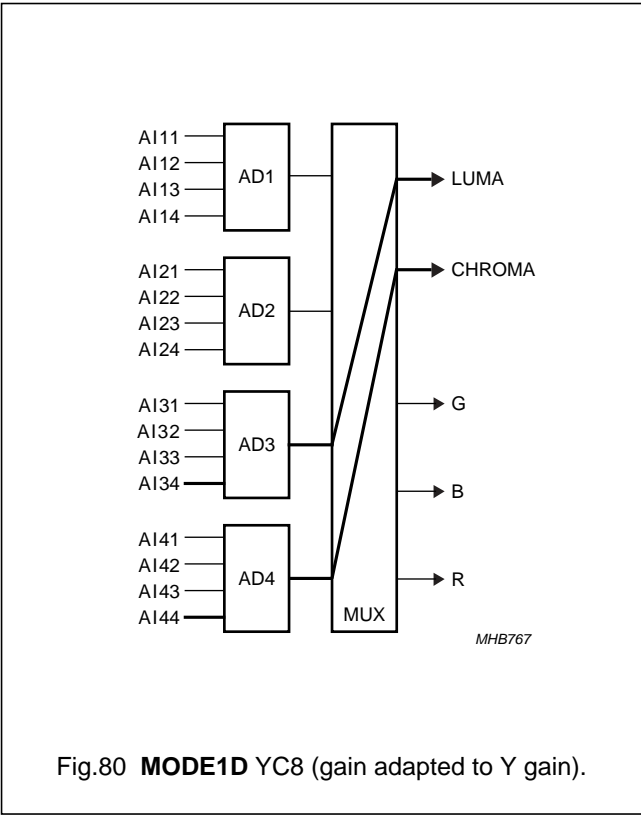 AI11
AI12
AI13
AI14
AD1
AI21
AI22
AI23
AI24
AD2
AI31
AI32
AI33
AI34
AD3
AI41
AI42
AI43
AI44
AD4
MUX
LUMA
CHROMA
G
B
R
MHB767
Fig.80 MODE1D YC8 (gain adapted to Y gain).